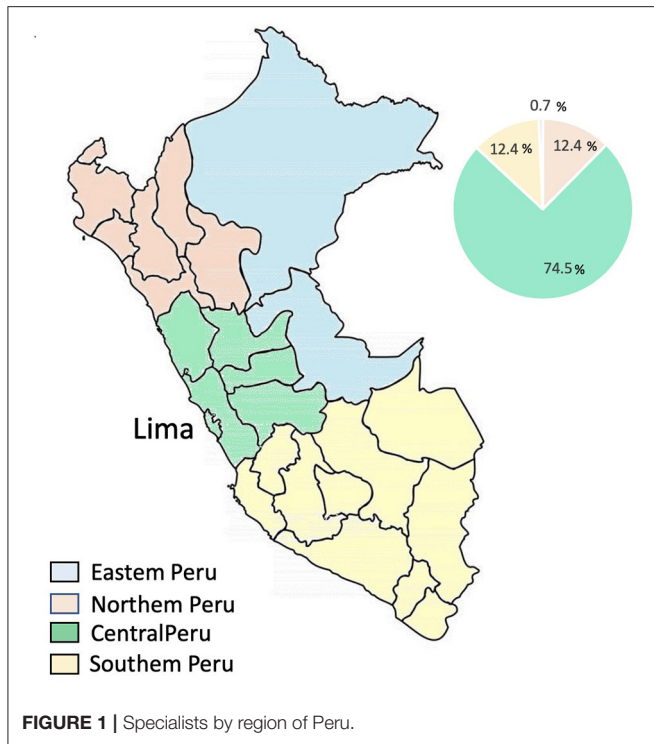 0.7 %
12.4 %
12.4 %
74.5%
Lima
Eastem Peru
Northem Peru
CentralPeru
Southem Peru
FIGURE 1 | Specialists by region of Peru.